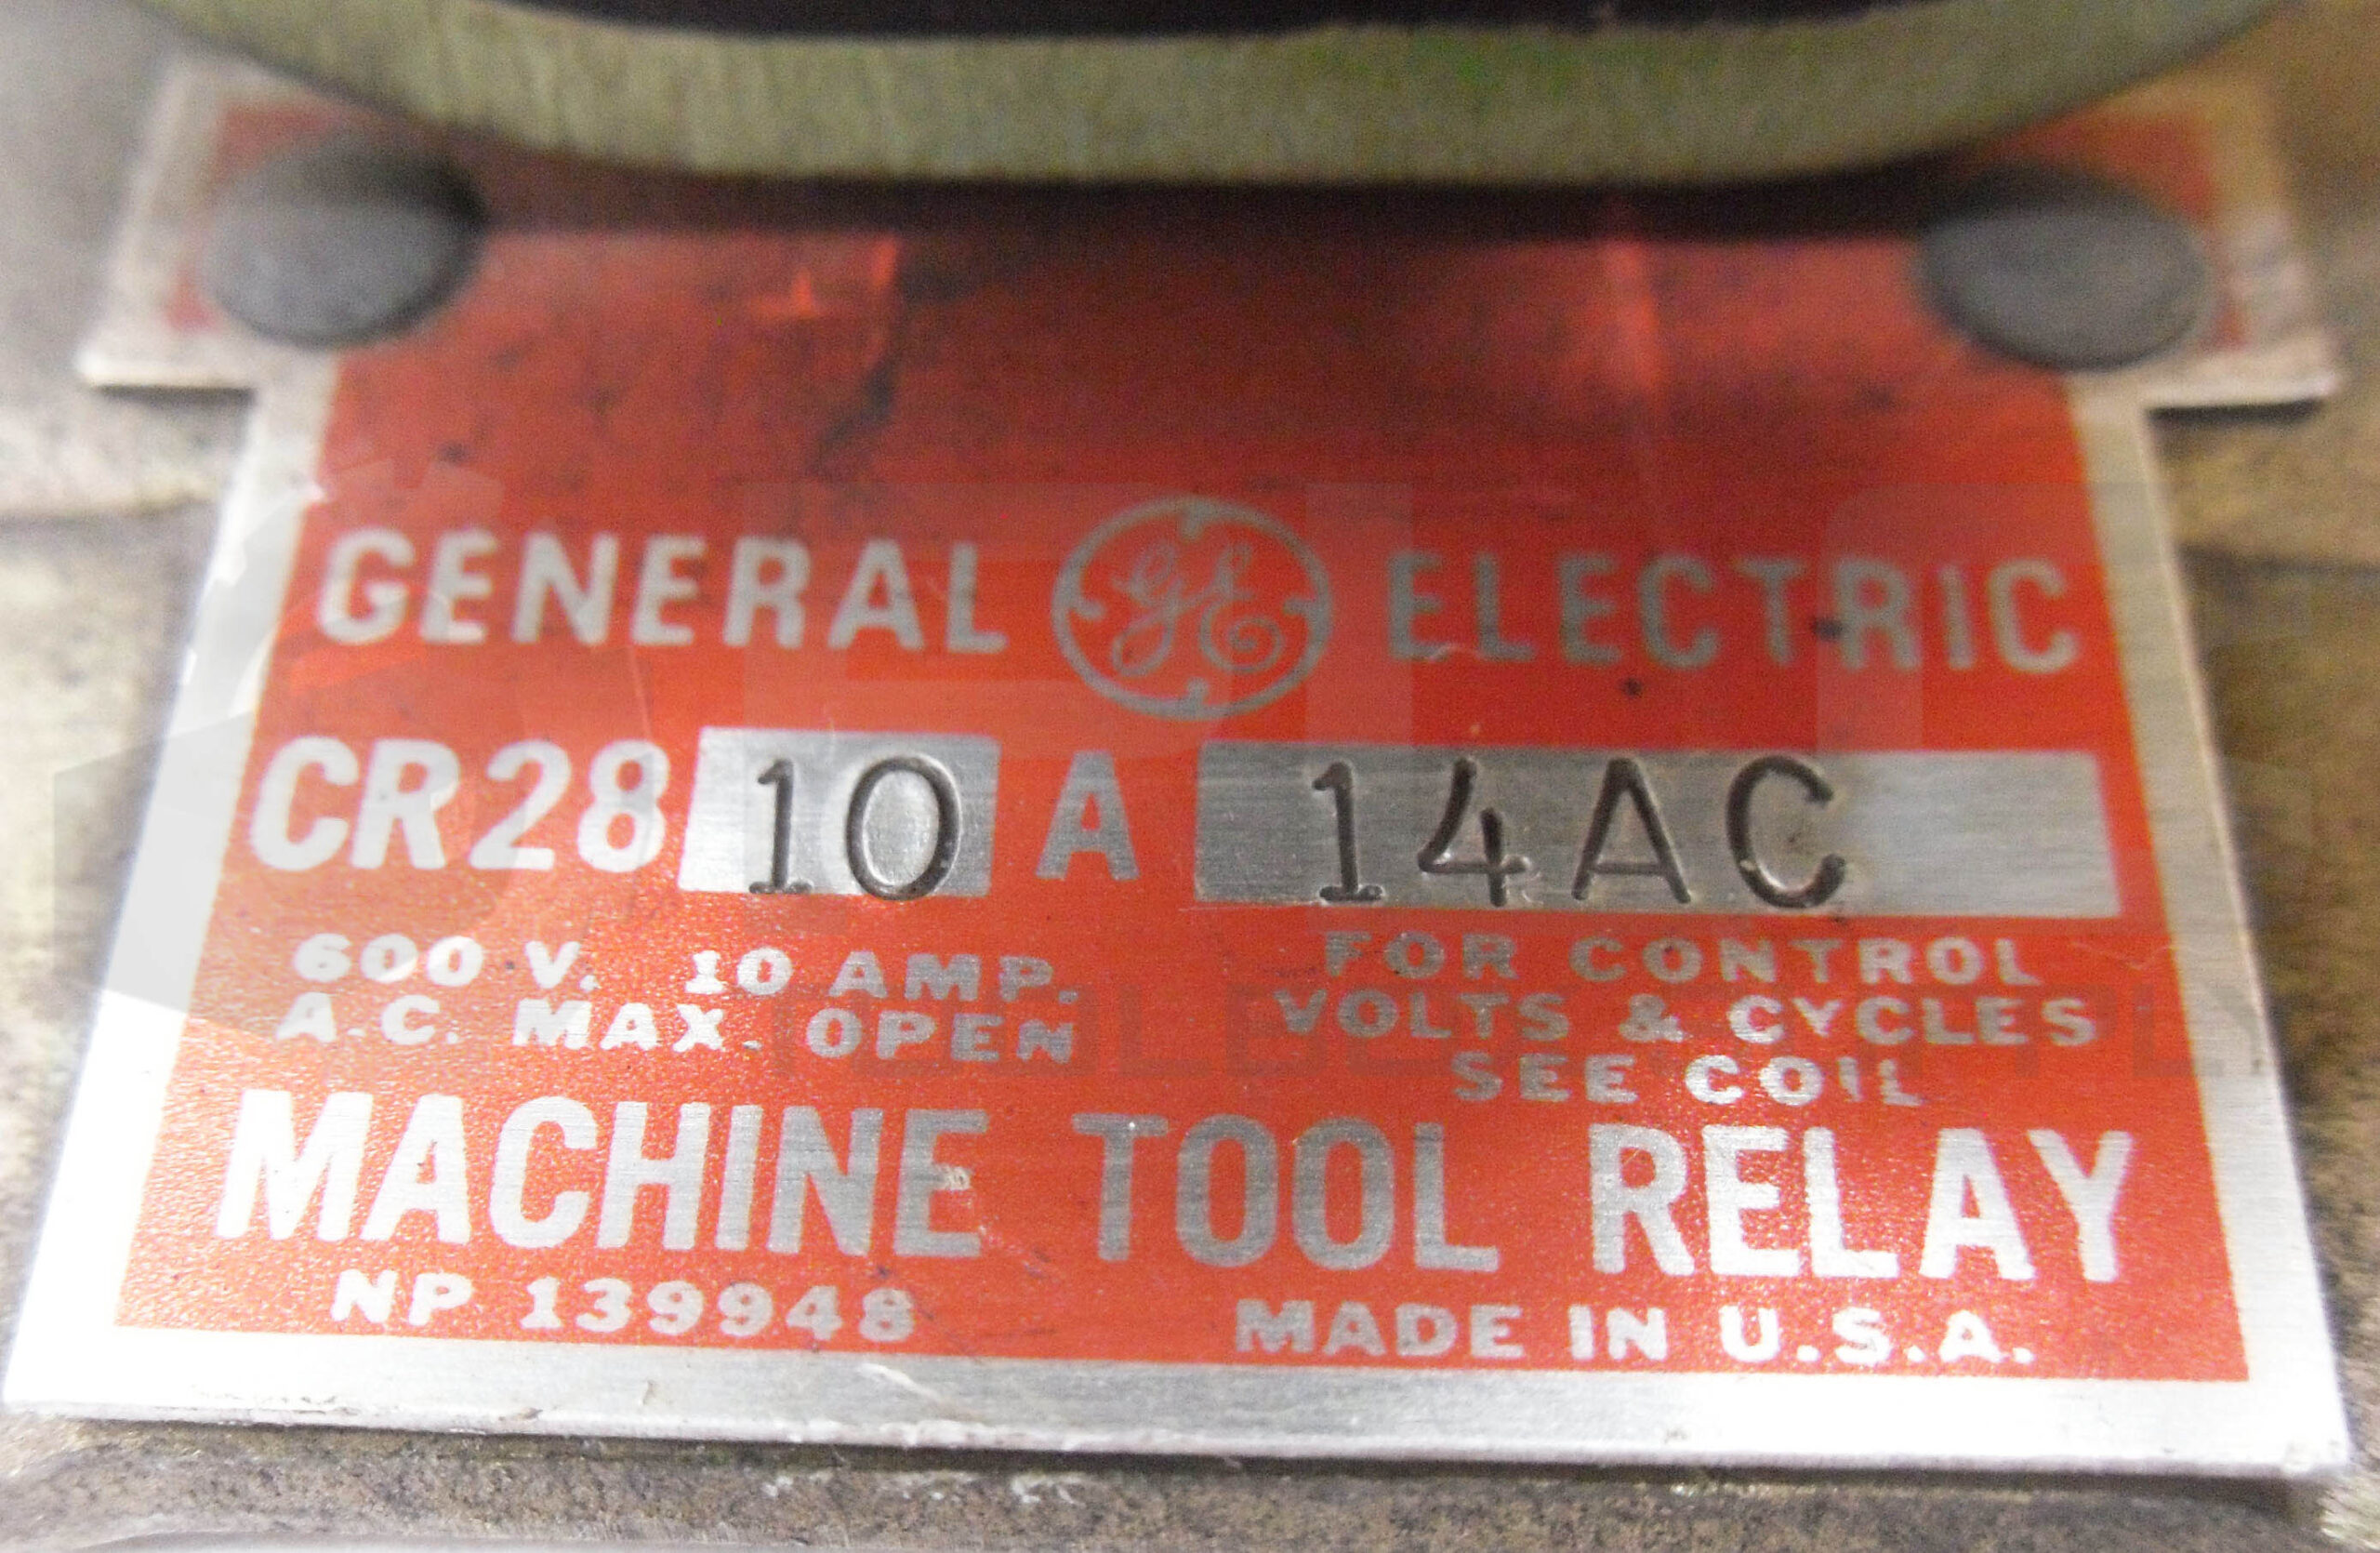 GENERAL GE ELECTRIC
CR28 10 A 14AC
600 V. 10 AMP.
A.C. MAX. OPEN
FOR CONTROL
VOLTS & CYCLES
SEE COIL
MACHINE TOOL RELAY
NP 139948
MADE IN U.S.A.